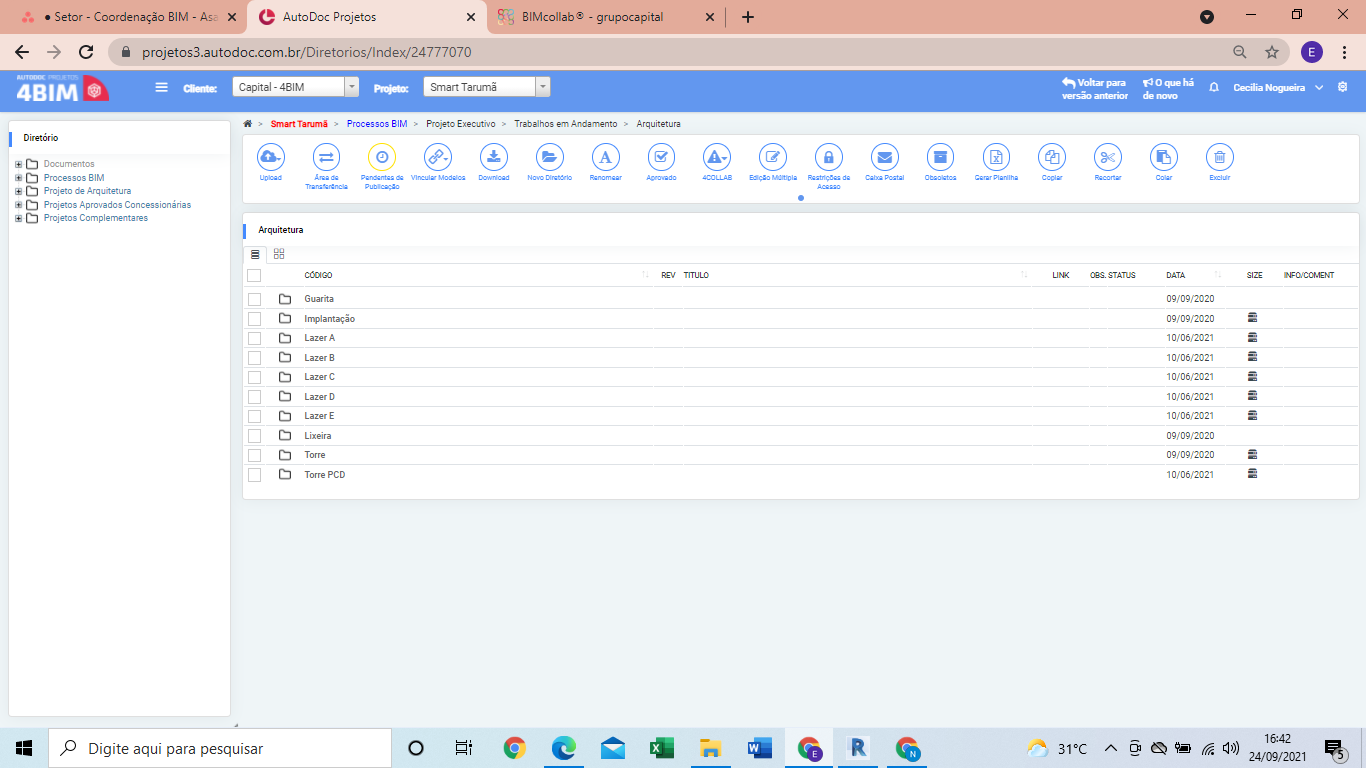 ● Setor - Coordenação BIM - Asa
AutoDoc Projetos
BIMcollab® - grupocapital
projetos3.autodoc.com.br/Diretorios/Index/24777070
E
AUTODOC PROJETOS
4BIM
Cliente:
Capital - 4BIM
Projeto:
Smart Tarumã
Voltar para
versão anterior
O que há
de novo
Cecilia Nogueira
Diretório
Documentos
Processos BIM
Projeto de Arquitetura
Projetos Aprovados Concessionárias
Projetos Complementares
> Smart Tarumã > Processos BIM > Projeto Executivo > Trabalhos em Andamento > Arquitetura
Upload
Área de
Transferência
Pendentes de
Publicação
Vincular Modelos
Download
Novo Diretório
Renomear
Aprovado
4COLLAB
Edição Múltipla
Restrições de
Acesso
Caixa Postal
Obsoletos
Gerar Planilha
Copiar
Recortar
Colar
Excluir
Arquitetura
CÓDIGO REV TITULO LINK OBS. STATUS DATA SIZE INFO/COMENT
Guarita 09/09/2020
Implantação 09/09/2020
Lazer A 10/06/2021
Lazer B 10/06/2021
Lazer C 10/06/2021
Lazer D 10/06/2021
Lazer E 10/06/2021
Lixeira 09/09/2020
Torre 09/09/2020
Torre PCD 10/06/2021
Digite aqui para pesquisar
E
N
31°C
16:42
24/09/2021
5